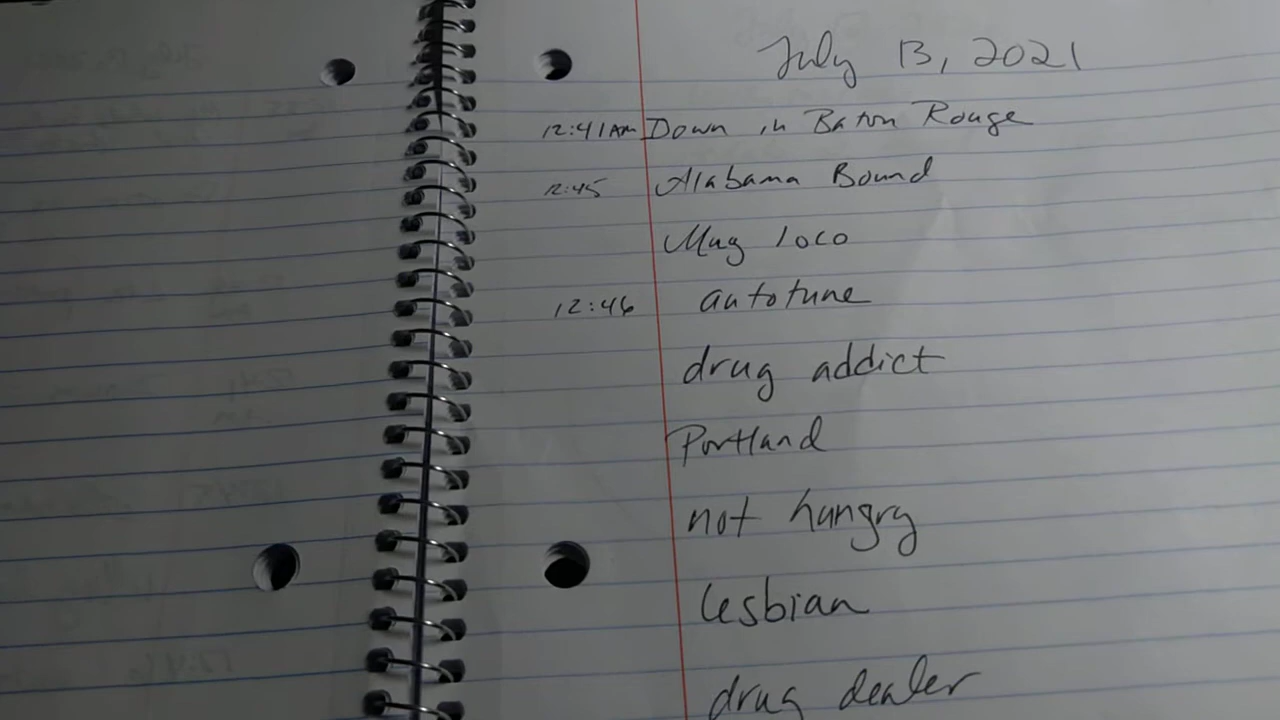 July 13, 2021
12:41AM Down in Baton Rouge
12:45 Alabama Bound
Muy loco
12:46 autotune
drug addict
Portland
not hungry
lesbian
drug dealer